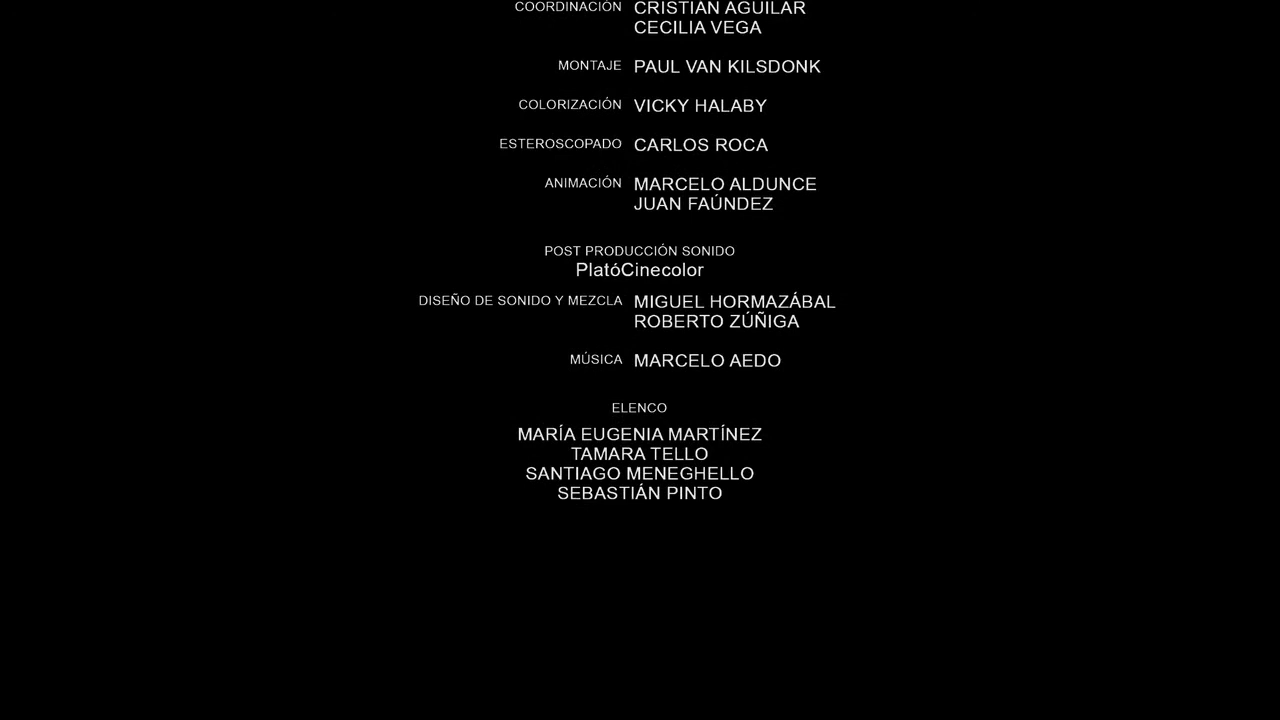 COORDINACIÓN CRISTIÁN AGUILAR
CECILIA VEGA
MONTAJE PAUL VAN KILSDONK
COLORIZACIÓN VICKY HALABY
ESTEROSCOPADO CARLOS ROCA
ANIMACIÓN MARCELO ALDUNCE
JUAN FAÚNDEZ
POST PRODUCCIÓN SONIDO
PlatóCinecolor
DISEÑO DE SONIDO Y MEZCLA MIGUEL HORMAZÁBAL
ROBERTO ZÚÑIGA
MÚSICA MARCELO AEDO
ELENCO
MARÍA EUGENIA MARTÍNEZ
TAMARA TELLO
SANTIAGO MENEGHELLO
SEBASTIÁN PINTO